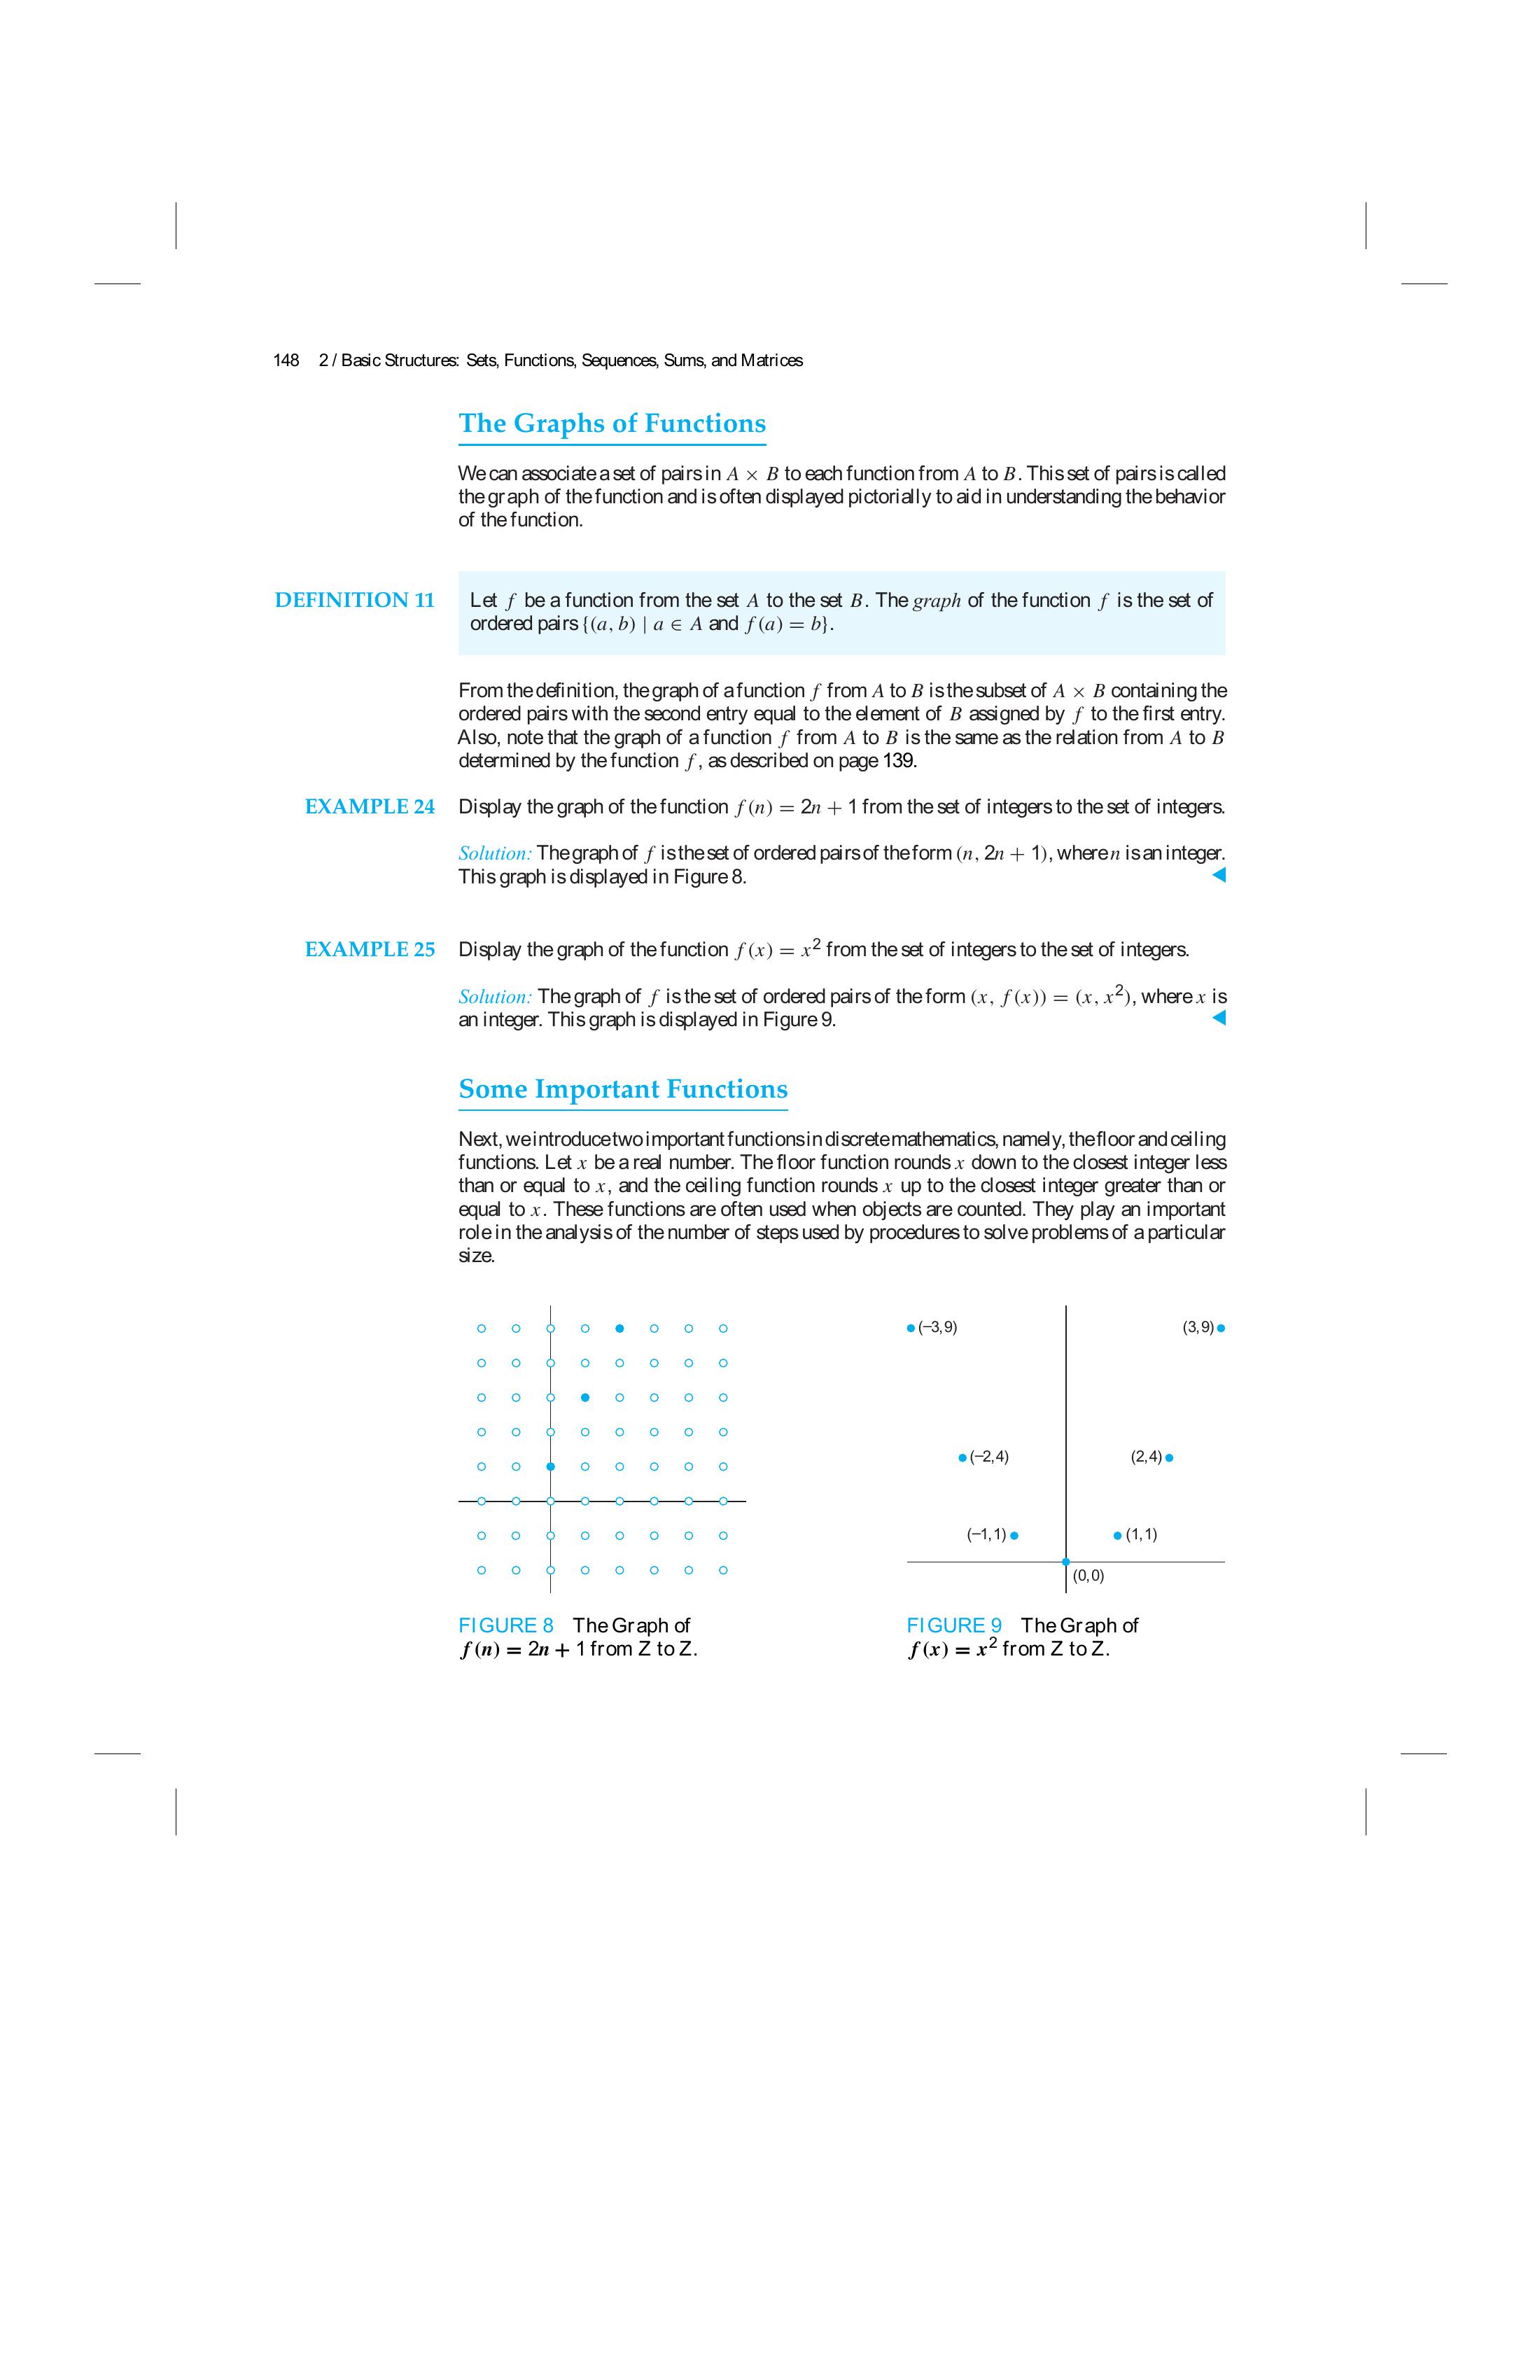 148 2 / Basic Structures: Sets, Functions, Sequences, Sums, and Matrices
The Graphs of Functions
We can associate a set of pairs in A × B to each function from A to B. This set of pairs is called
the graph of the function and is often displayed pictorially to aid in understanding the behavior
of the function.
DEFINITION 11 Let f be a function from the set A to the set B. The graph of the function f is the set of
ordered pairs {(a, b) | a ∈ A and f(a) = b}.
From the definition, the graph of a function f from A to B is the subset of A × B containing the
ordered pairs with the second entry equal to the element of B assigned by f to the first entry.
Also, note that the graph of a function f from A to B is the same as the relation from A to B
determined by the function f, as described on page 139.
EXAMPLE 24 Display the graph of the function f(n) = 2n + 1 from the set of integers to the set of integers.
Solution: The graph of f is the set of ordered pairs of the form (n, 2n + 1), where n is an integer.
This graph is displayed in Figure 8.
EXAMPLE 25 Display the graph of the function f(x) = x² from the set of integers to the set of integers.
Solution: The graph of f is the set of ordered pairs of the form (x, f(x)) = (x, x²), where x is
an integer. This graph is displayed in Figure 9.
Some Important Functions
Next, we introduce two important functions in discrete mathematics, namely, the floor and ceiling
functions. Let x be a real number. The floor function rounds x down to the closest integer less
than or equal to x, and the ceiling function rounds x up to the closest integer greater than or
equal to x. These functions are often used when objects are counted. They play an important
role in the analysis of the number of steps used by procedures to solve problems of a particular
size.
(–3,9) (3,9)
(–2,4) (2,4)
(–1,1) (1,1)
(0,0)
FIGURE 8 The Graph of
f(n) = 2n + 1 from Z to Z.
FIGURE 9 The Graph of
f(x) = x² from Z to Z.